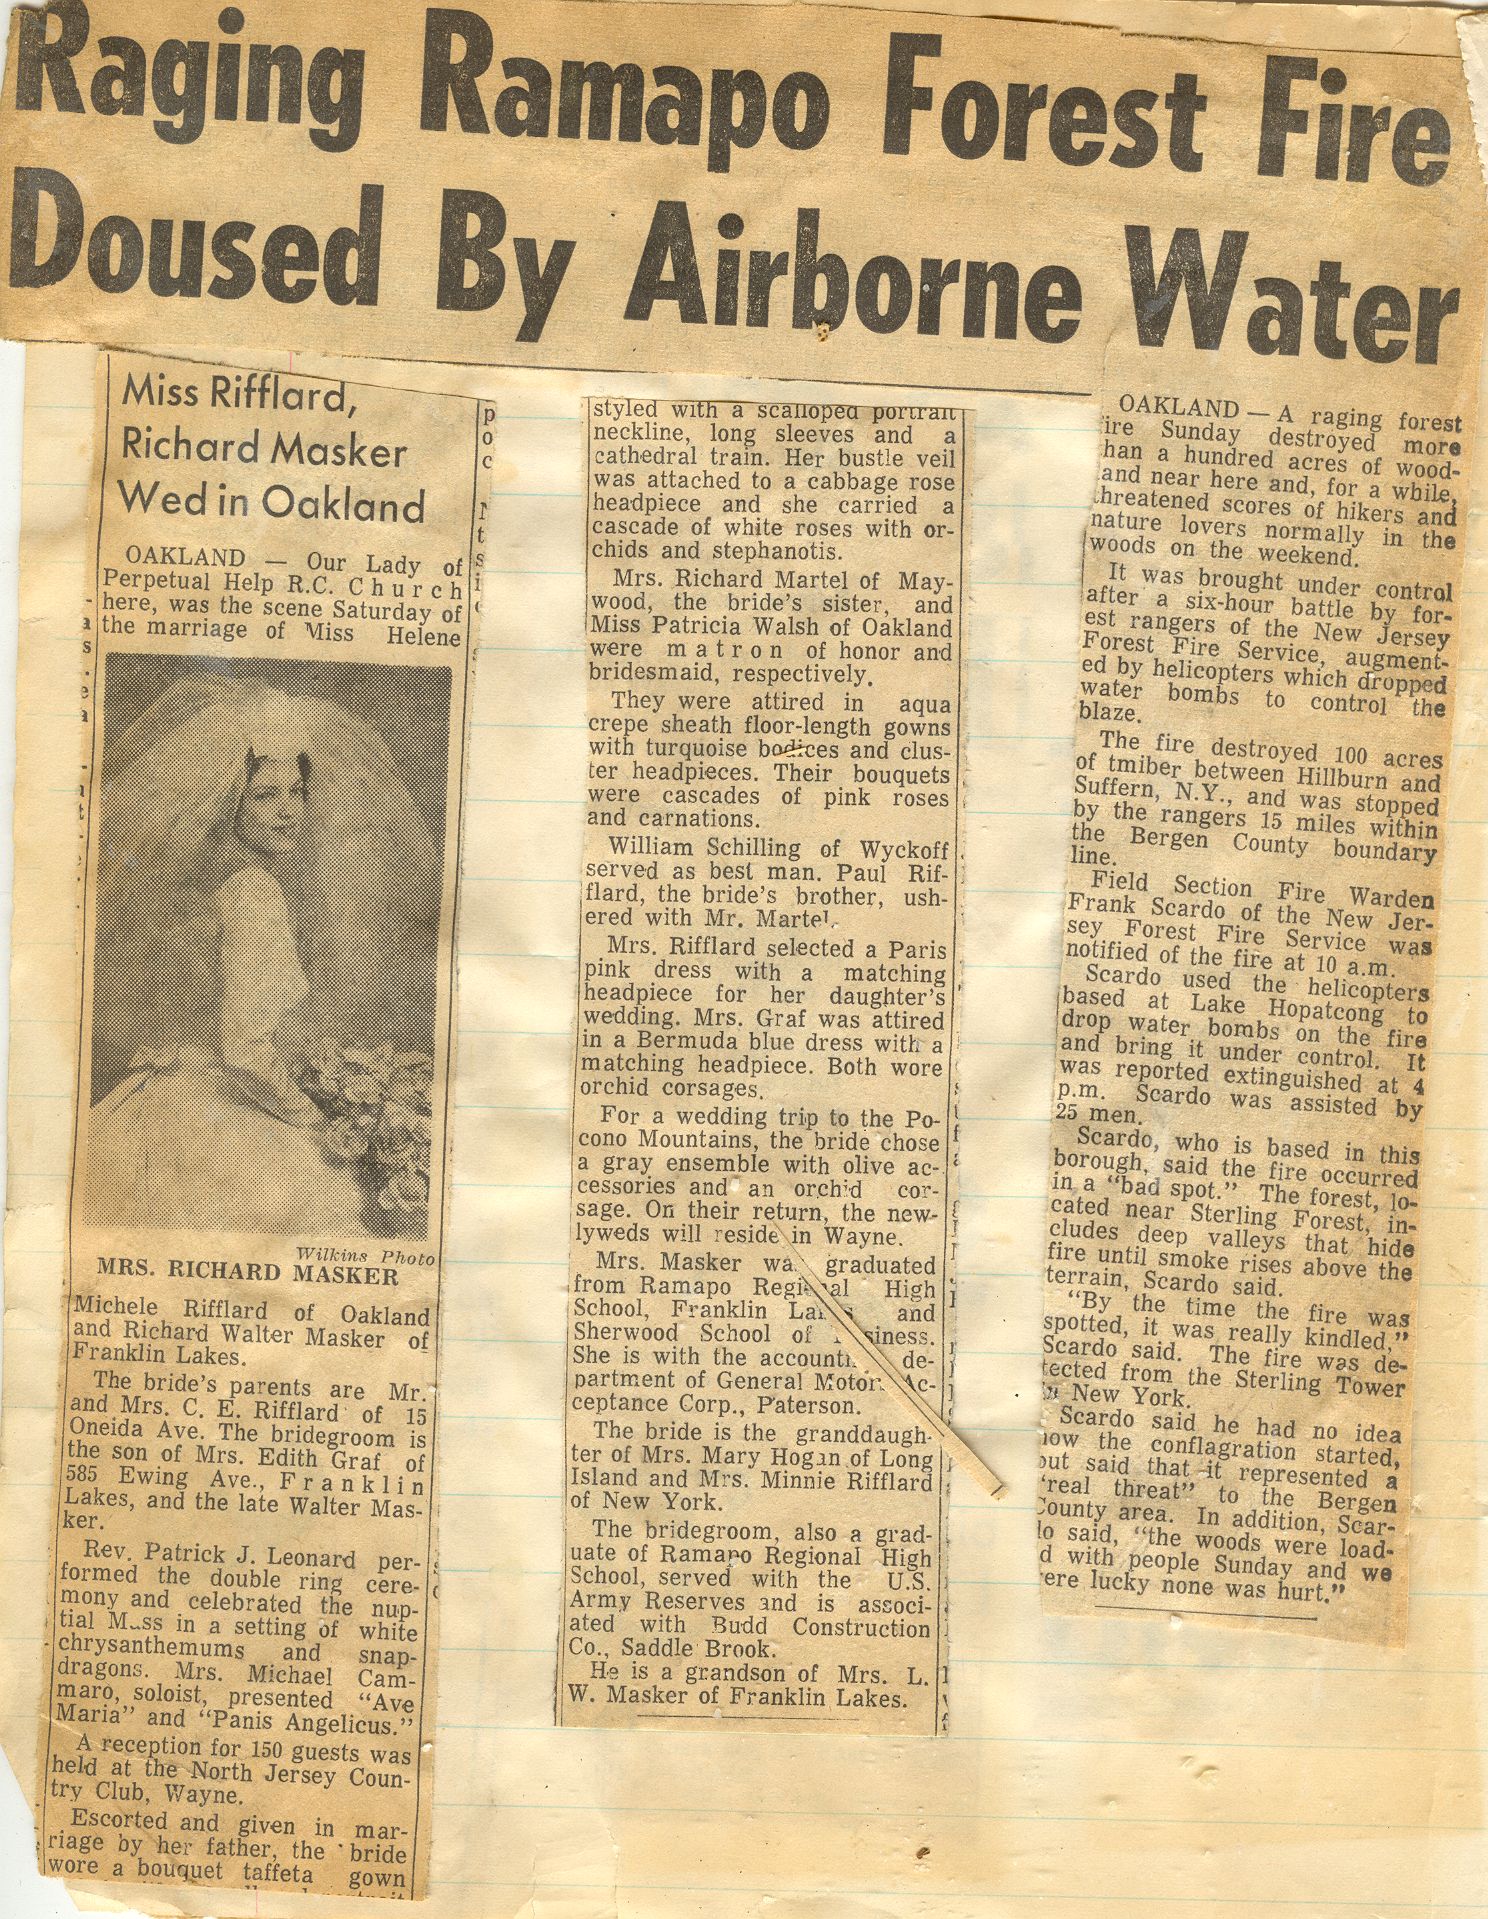 Raging Ramapo Forest Fire
Doused By Airborne Water
Miss Rifflard,
Richard Masker
Wed in Oakland
OAKLAND — Our Lady of
Perpetual Help R.C. Church
here, was the scene Saturday of
the marriage of Miss Helene
Wilkins Photo
MRS. RICHARD MASKER
Michele Rifflard of Oakland
and Richard Walter Masker of
Franklin Lakes.
The bride's parents are Mr.
and Mrs. C. E. Rifflard of 15
Oneida Ave. The bridegroom is
the son of Mrs. Edith Graf of
585 Ewing Ave., Franklin
Lakes, and the late Walter Mas-
ker.
Rev. Patrick J. Leonard per-
formed the double ring cere-
mony and celebrated the nup-
tial Mass in a setting of white
chrysanthemums and snap-
dragons. Mrs. Michael Cam-
maro, soloist, presented "Ave
Maria" and "Panis Angelicus."
A reception for 150 guests was
held at the North Jersey Coun-
try Club, Wayne.
Escorted and given in mar-
riage by her father, the bride
wore a bouquet taffeta gown
styled with a scalloped portrait
neckline, long sleeves and a
cathedral train. Her bustle veil
was attached to a cabbage rose
headpiece and she carried a
cascade of white roses with or-
chids and stephanotis.
Mrs. Richard Martel of May-
wood, the bride's sister, and
Miss Patricia Walsh of Oakland
were matron of honor and
bridesmaid, respectively.
They were attired in aqua
crepe sheath floor-length gowns
with turquoise bodices and clus-
ter headpieces. Their bouquets
were cascades of pink roses
and carnations.
William Schilling of Wyckoff
served as best man. Paul Rif-
flard, the bride's brother, ush-
ered with Mr. Martel.
Mrs. Rifflard selected a Paris
pink dress with a matching
headpiece for her daughter's
wedding. Mrs. Graf was attired
in a Bermuda blue dress with a
matching headpiece. Both wore
orchid corsages.
For a wedding trip to the Po-
cono Mountains, the bride chose
a gray ensemble with olive ac-
cessories and an orchid cor-
sage. On their return, the new-
lyweds will reside in Wayne.
Mrs. Masker was graduated
from Ramapo Regional High
School, Franklin Lakes and
Sherwood School of Business.
She is with the accounting de-
partment of General Motors Ac-
ceptance Corp., Paterson.
The bride is the granddaugh-
ter of Mrs. Mary Hogan of Long
Island and Mrs. Minnie Rifflard
of New York.
The bridegroom, also a grad-
uate of Ramapo Regional High
School, served with the U.S.
Army Reserves and is associ-
ated with Budd Construction
Co., Saddle Brook.
He is a grandson of Mrs. L.
W. Masker of Franklin Lakes.
OAKLAND — A raging forest
ire Sunday destroyed more
han a hundred acres of wood-
and near here and, for a while,
threatened scores of hikers and
nature lovers normally in the
woods on the weekend.
It was brought under control
after a six-hour battle by for-
est rangers of the New Jersey
Forest Fire Service, augment-
ed by helicopters which dropped
water bombs to control the
blaze.
The fire destroyed 100 acres
of tmiber between Hillburn and
Suffern, N.Y., and was stopped
by the rangers 15 miles within
the Bergen County boundary
line.
Field Section Fire Warden
Frank Scardo of the New Jer-
sey Forest Fire Service was
notified of the fire at 10 a.m.
Scardo used the helicopters
based at Lake Hopatcong to
drop water bombs on the fire
and bring it under control. It
was reported extinguished at 4
p.m. Scardo was assisted by
25 men.
Scardo, who is based in this
borough, said the fire occurred
in a "bad spot." The forest, lo-
cated near Sterling Forest, in-
cludes deep valleys that hide
fire until smoke rises above the
terrain, Scardo said.
"By the time the fire was
spotted, it was really kindled,"
Scardo said. The fire was de-
tected from the Sterling Tower
in New York.
Scardo said he had no idea
how the conflagration started,
but said that it represented a
"real threat" to the Bergen
County area. In addition, Scar-
do said, "the woods were load-
d with people Sunday and we
ere lucky none was hurt."